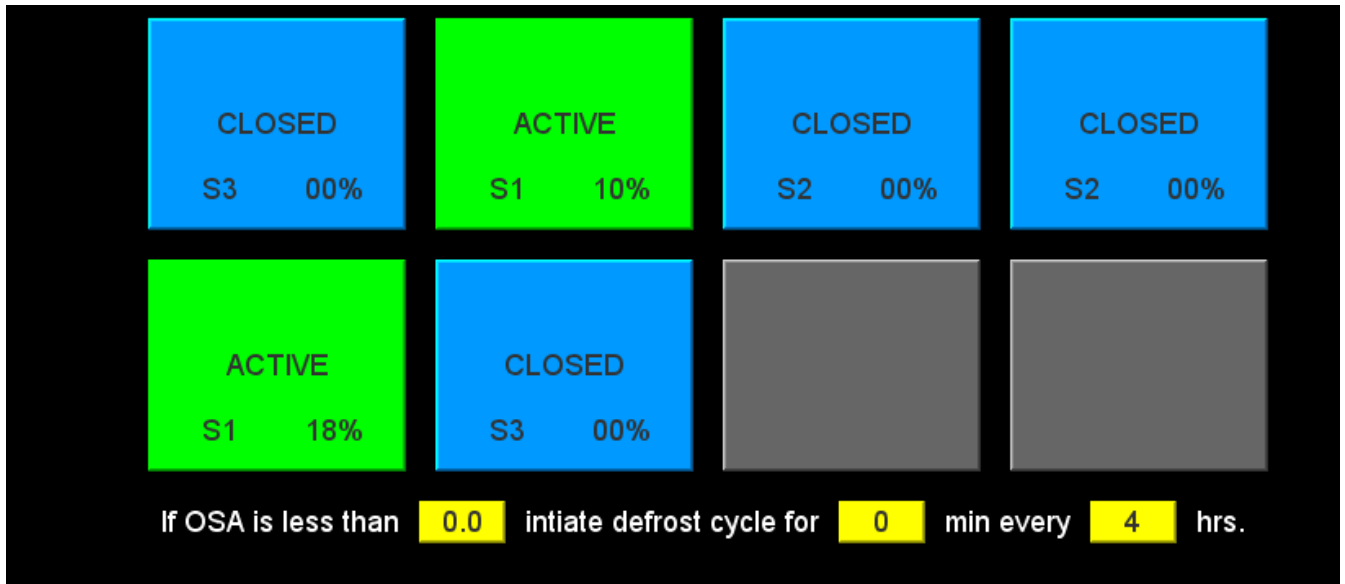 CLOSED ACTIVE CLOSED CLOSED
S3 00% S1 10% S2 00% S2 00%
ACTIVE CLOSED
S1 18% S3 00%
If OSA is less than 0.0 intiate defrost cycle for 0 min every 4 hrs.